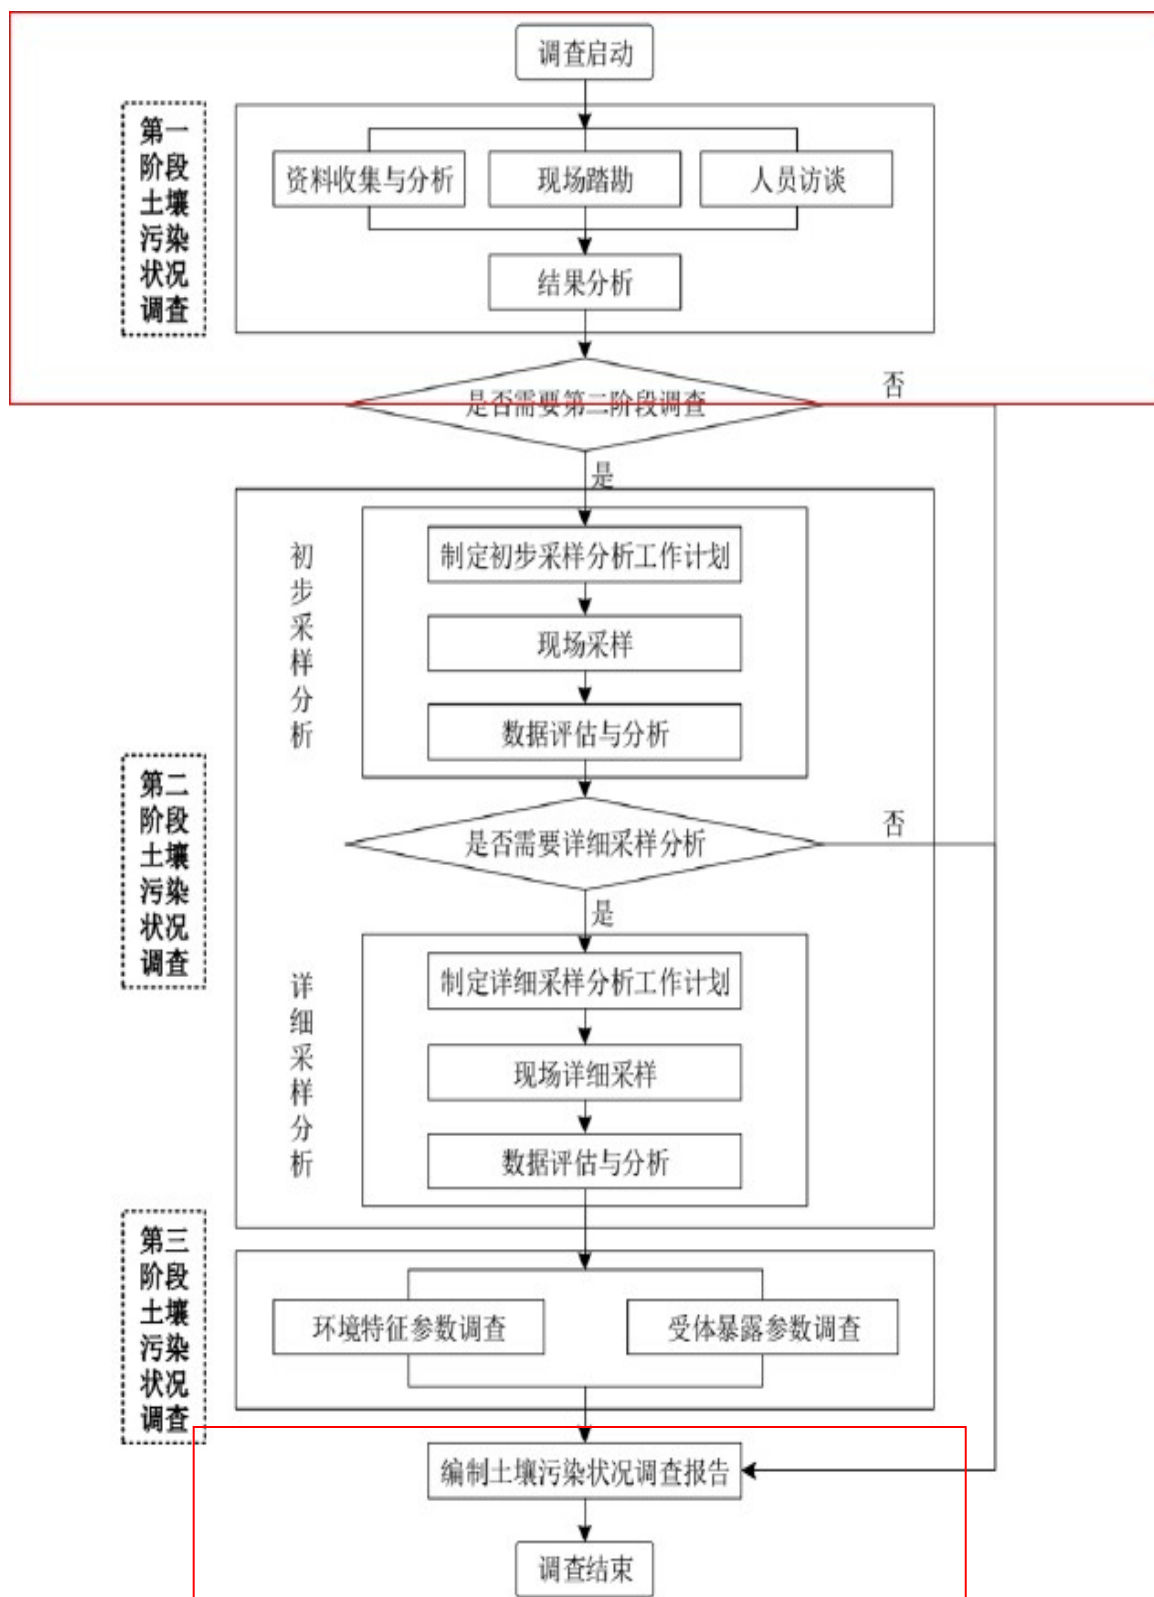 调查启动
第一
阶段
土壤
污染
状况
调查
资料收集与分析
现场踏勘
人员访谈
结果分析
是否需要第二阶段调查
否
是
初
步
采
样
分
析
制定初步采样分析工作计划
现场采样
数据评估与分析
第二
阶段
土壤
污染
状况
调查
是否需要详细采样分析
否
是
详
细
采
样
分
析
制定详细采样分析工作计划
现场详细采样
数据评估与分析
第三
阶段
土壤
污染
状况
调查
环境特征参数调查
受体暴露参数调查
编制土壤污染状况调查报告
调查结束